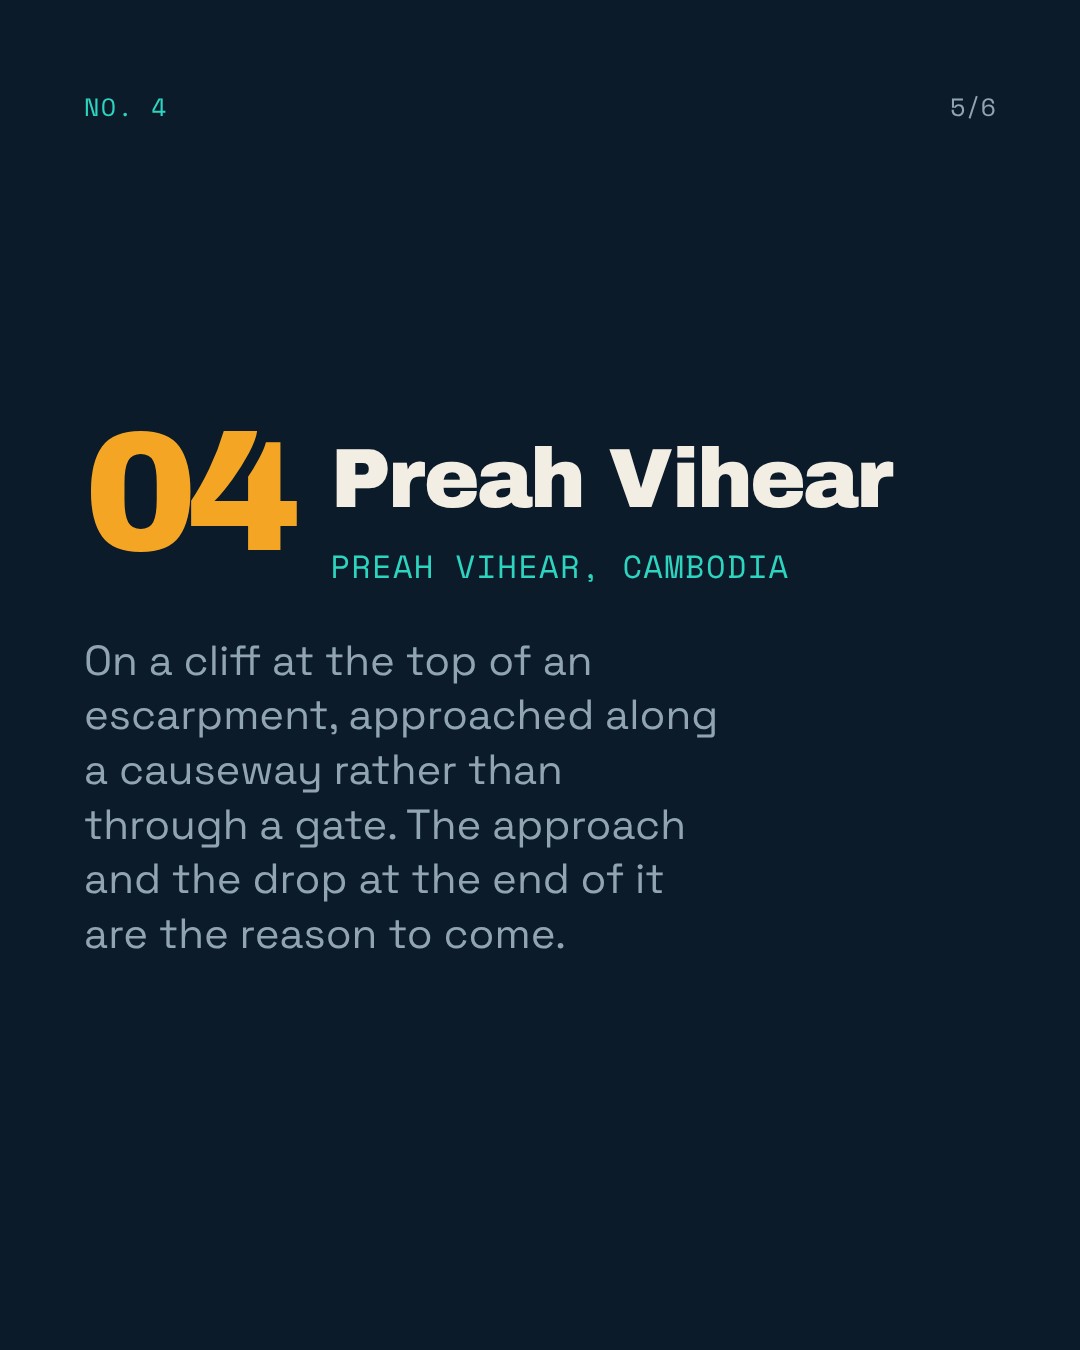 NO. 4
5/6
04
Preah Vihear
PREAH VIHEAR, CAMBODIA
On a cliff at the top of an
escarpment, approached along
a causeway rather than
through a gate. The approach
and the drop at the end of it
are the reason to come.